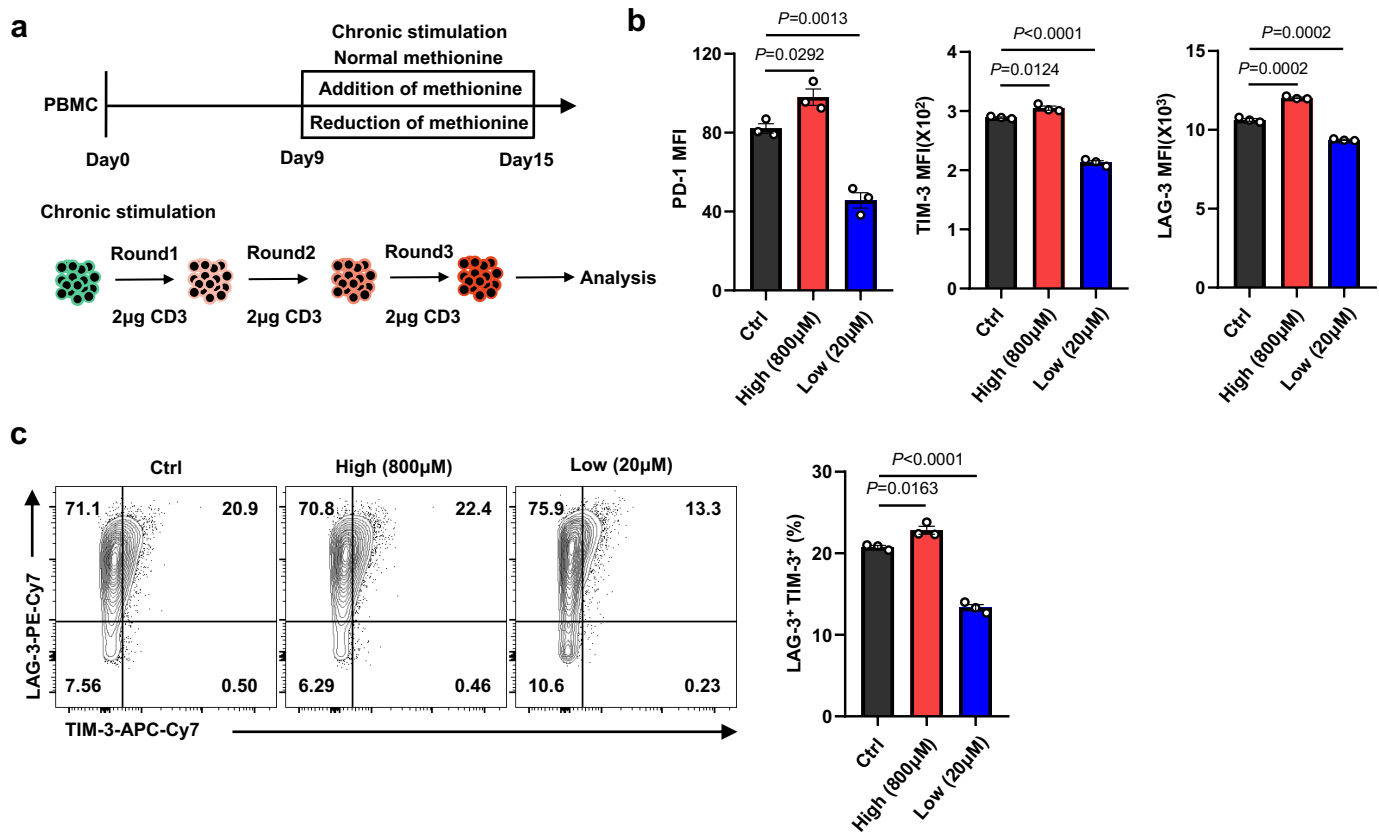 a
Chronic stimulation
Normal methionine
Addition of methionine
Reduction of methionine
PBMC
Day0
Day9
Day15
Chronic stimulation
Round1
Round2
Round3
Analysis
2μg CD3
2μg CD3
2μg CD3
b
P=0.0013
P=0.0292
120
80
40
0
PD-1 MFI
Ctrl
High (800μM)
Low (20μM)
P<0.0001
P=0.0124
4
3
2
1
0
TIM-3 MFI(X10²)
Ctrl
High (800μM)
Low (20μM)
P=0.0002
P=0.0002
15
10
5
0
LAG-3 MFI(X10³)
Ctrl
High (800μM)
Low (20μM)
c
Ctrl
High (800μM)
Low (20μM)
71.1 20.9
7.56 0.50
70.8 22.4
6.29 0.46
75.9 13.3
10.6 0.23
LAG-3-PE-Cy7
TIM-3-APC-Cy7
P<0.0001
P=0.0163
30
20
10
0
LAG-3⁺ TIM-3⁺ (%)
Ctrl
High (800μM)
Low (20μM)